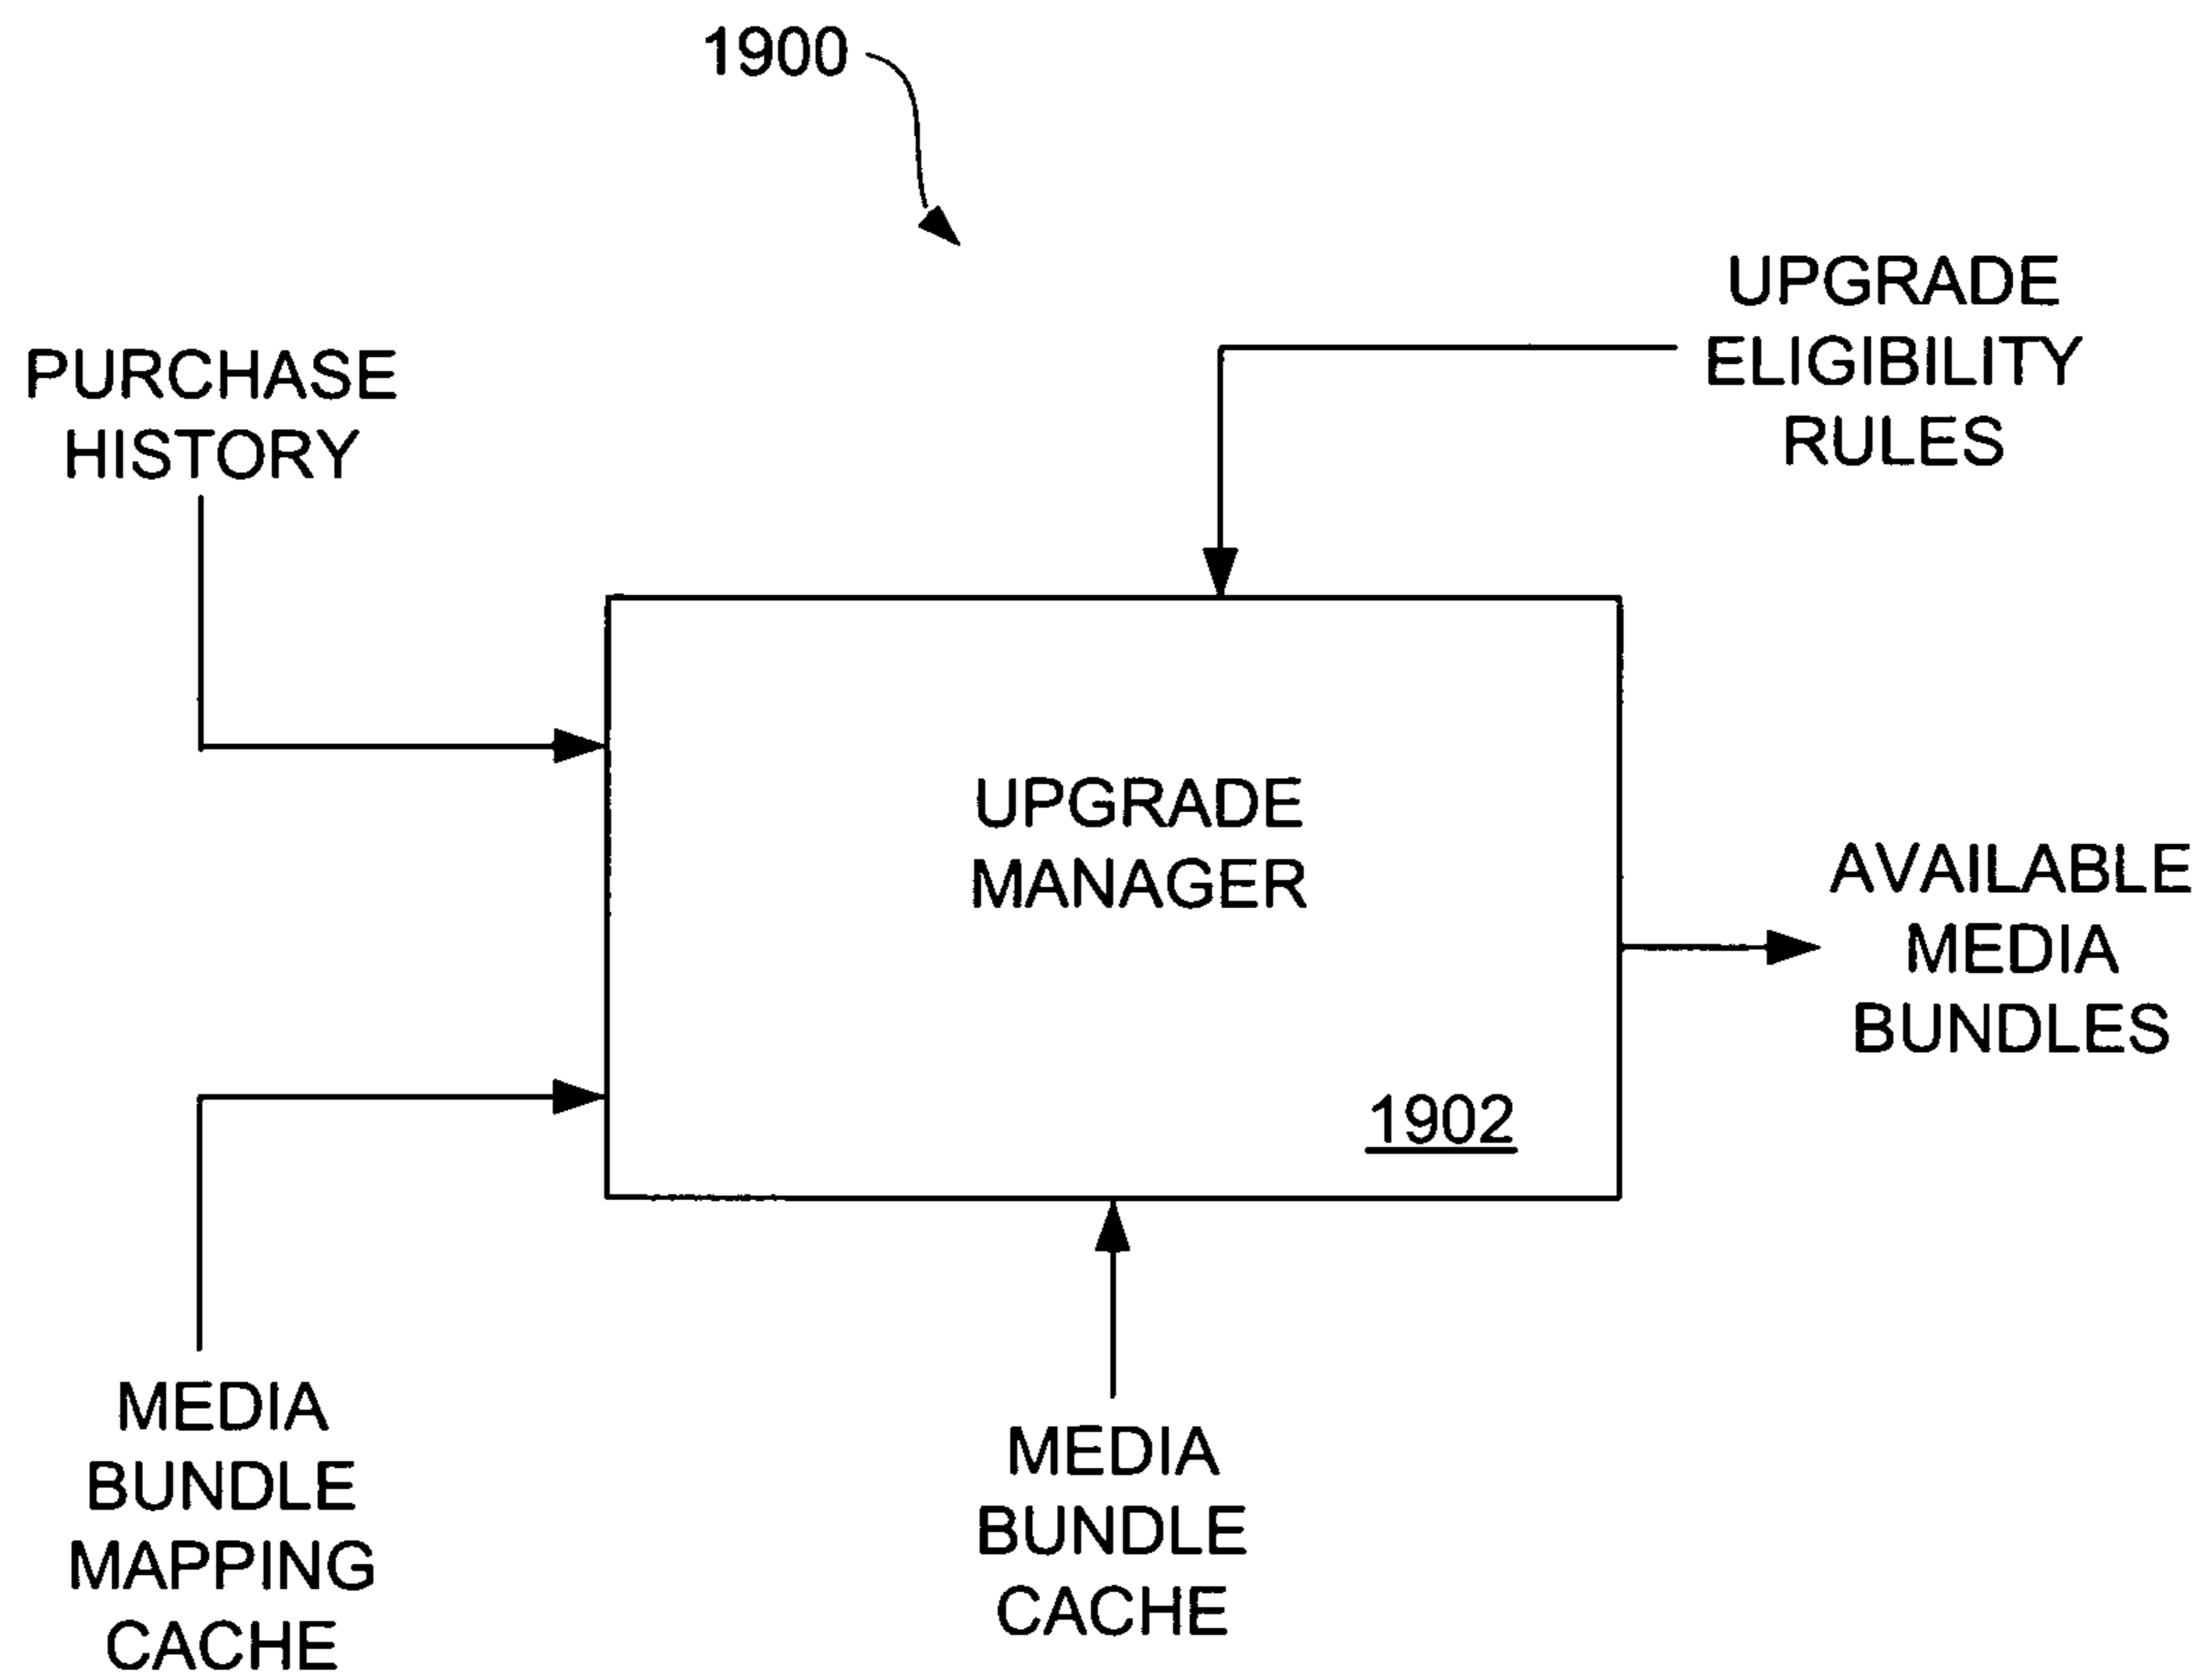 1900
UPGRADE
ELIGIBILITY
RULES
PURCHASE
HISTORY
UPGRADE
MANAGER
1902
AVAILABLE
MEDIA
BUNDLES
MEDIA
BUNDLE
MAPPING
CACHE
MEDIA
BUNDLE
CACHE